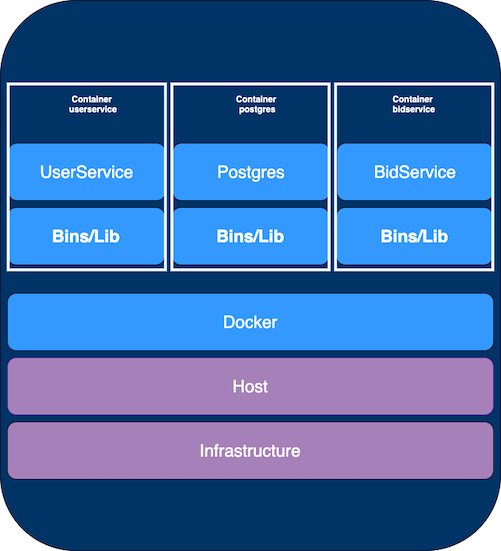 Container
userservice
Container
postgres
Container
bidservice
UserService
Postgres
BidService
Bins/Lib
Bins/Lib
Bins/Lib
Docker
Host
Infrastructure